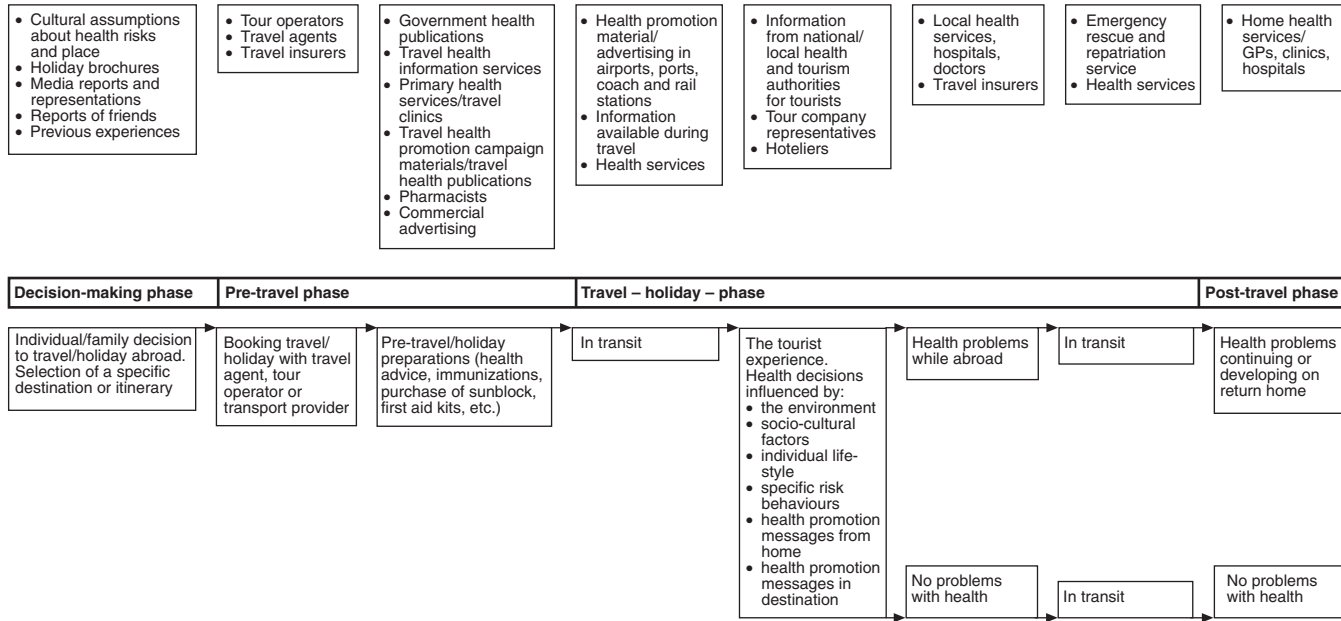 • Cultural assumptions
about health risks
and place
• Holiday brochures
• Media reports and
representations
• Reports of friends
• Previous experiences
• Tour operators
• Travel agents
• Travel insurers
• Government health
publications
• Travel health
information services
• Primary health
services/travel
clinics
• Travel health
promotion campaign
materials/travel
health publications
• Pharmacists
• Commercial
advertising
• Health promotion
material/
advertising in
airports, ports,
coach and rail
stations
• Information
available during
travel
• Health services
• Information
from national/
local health
and tourism
authorities
for tourists
• Tour company
representatives
• Hoteliers
• Local health
services,
hospitals,
doctors
• Travel insurers
• Emergency
rescue and
repatriation
service
• Health services
• Home health
services/
GPs, clinics,
hospitals
Decision-making phase
Pre-travel phase
Travel – holiday – phase
Post-travel phase
Individual/family decision
to travel/holiday abroad.
Selection of a specific
destination or itinerary
Booking travel/
holiday with travel
agent, tour
operator or
transport provider
Pre-travel/holiday
preparations (health
advice, immunizations,
purchase of sunblock,
first aid kits, etc.)
In transit
The tourist
experience.
Health decisions
influenced by:
• the environment
• socio-cultural
factors
• individual life-
style
• specific risk
behaviours
• health promotion
messages from
home
• health promotion
messages in
destination
Health problems
while abroad
In transit
Health problems
continuing or
developing on
return home
No problems
with health
In transit
No problems
with health